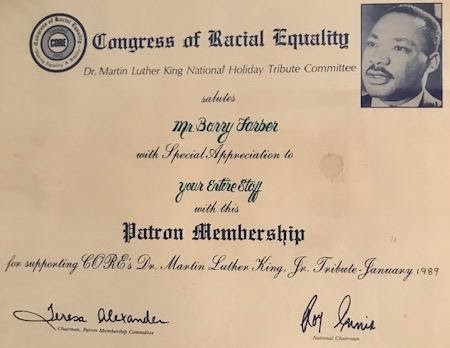 CORE
Congress of Racial Equality
Dr. Martin Luther King National Holiday Tribute Committee
salutes
Mr. Barry Farber
with Special Appreciation to
Your Entire Staff
with this
Patron Membership
for supporting CORE's Dr. Martin Luther King, Jr. Tribute-January 1989
Teresa Alexander
Chairman, Patron Membership Committee
Roy Innis
National Chairman